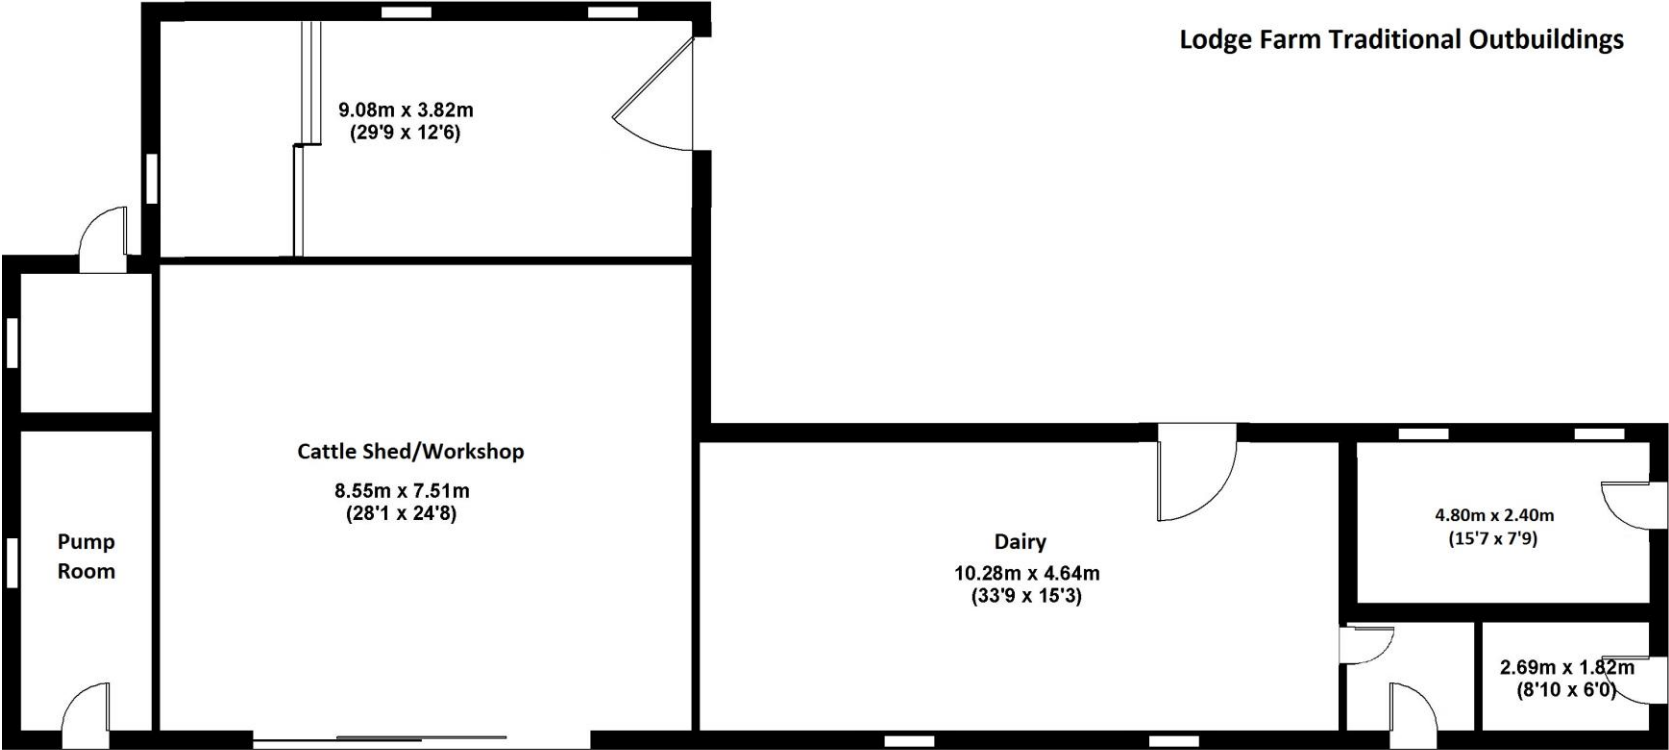 Lodge Farm Traditional Outbuildings
9.08m x 3.82m
(29'9 x 12'6)
Cattle Shed/Workshop
8.55m x 7.51m
(28'1 x 24'8)
Pump
Room
Dairy
10.28m x 4.64m
(33'9 x 15'3)
4.80m x 2.40m
(15'7 x 7'9)
2.69m x 1.82m
(8'10 x 6'0)